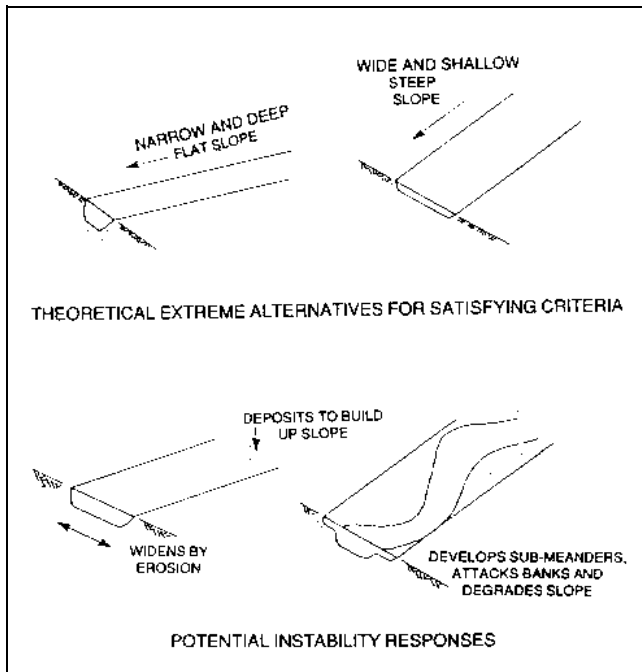 NARROW AND DEEP
FLAT SLOPE
WIDE AND SHALLOW
STEEP
SLOPE
THEORETICAL EXTREME ALTERNATIVES FOR SATISFYING CRITERIA
DEPOSITS TO BUILD
UP SLOPE
WIDENS BY
EROSION
DEVELOPS SUB-MEANDERS,
ATTACKS BANKS AND
DEGRADES SLOPE
POTENTIAL INSTABILITY RESPONSES